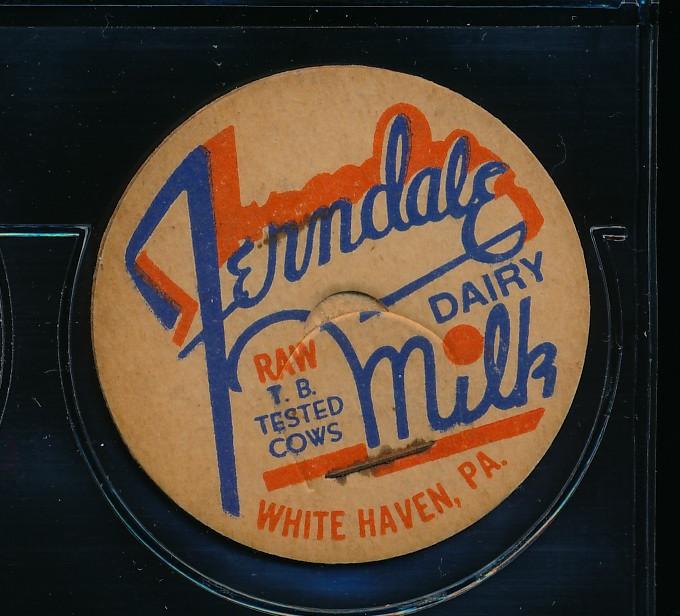 Ferndale
DAIRY
Milk
RAW
T. B.
TESTED
COWS
WHITE HAVEN, PA.